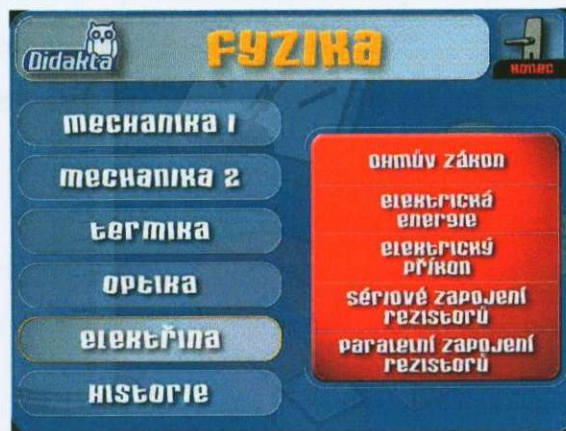 Didakta
FYZIKA
KONEC
MECHANIKA 1
MECHANIKA 2
TERMIKA
OPTIKA
ELEKTŘINA
HISTORIE
OHMŮV ZÁKON
ELEKTRICKÁ
ENERGIE
ELEKTRICKÝ
PŘÍKON
SÉRIOVÉ ZAPOJENÍ
REZISTORŮ
PARALELNÍ ZAPOJENÍ
REZISTORŮ